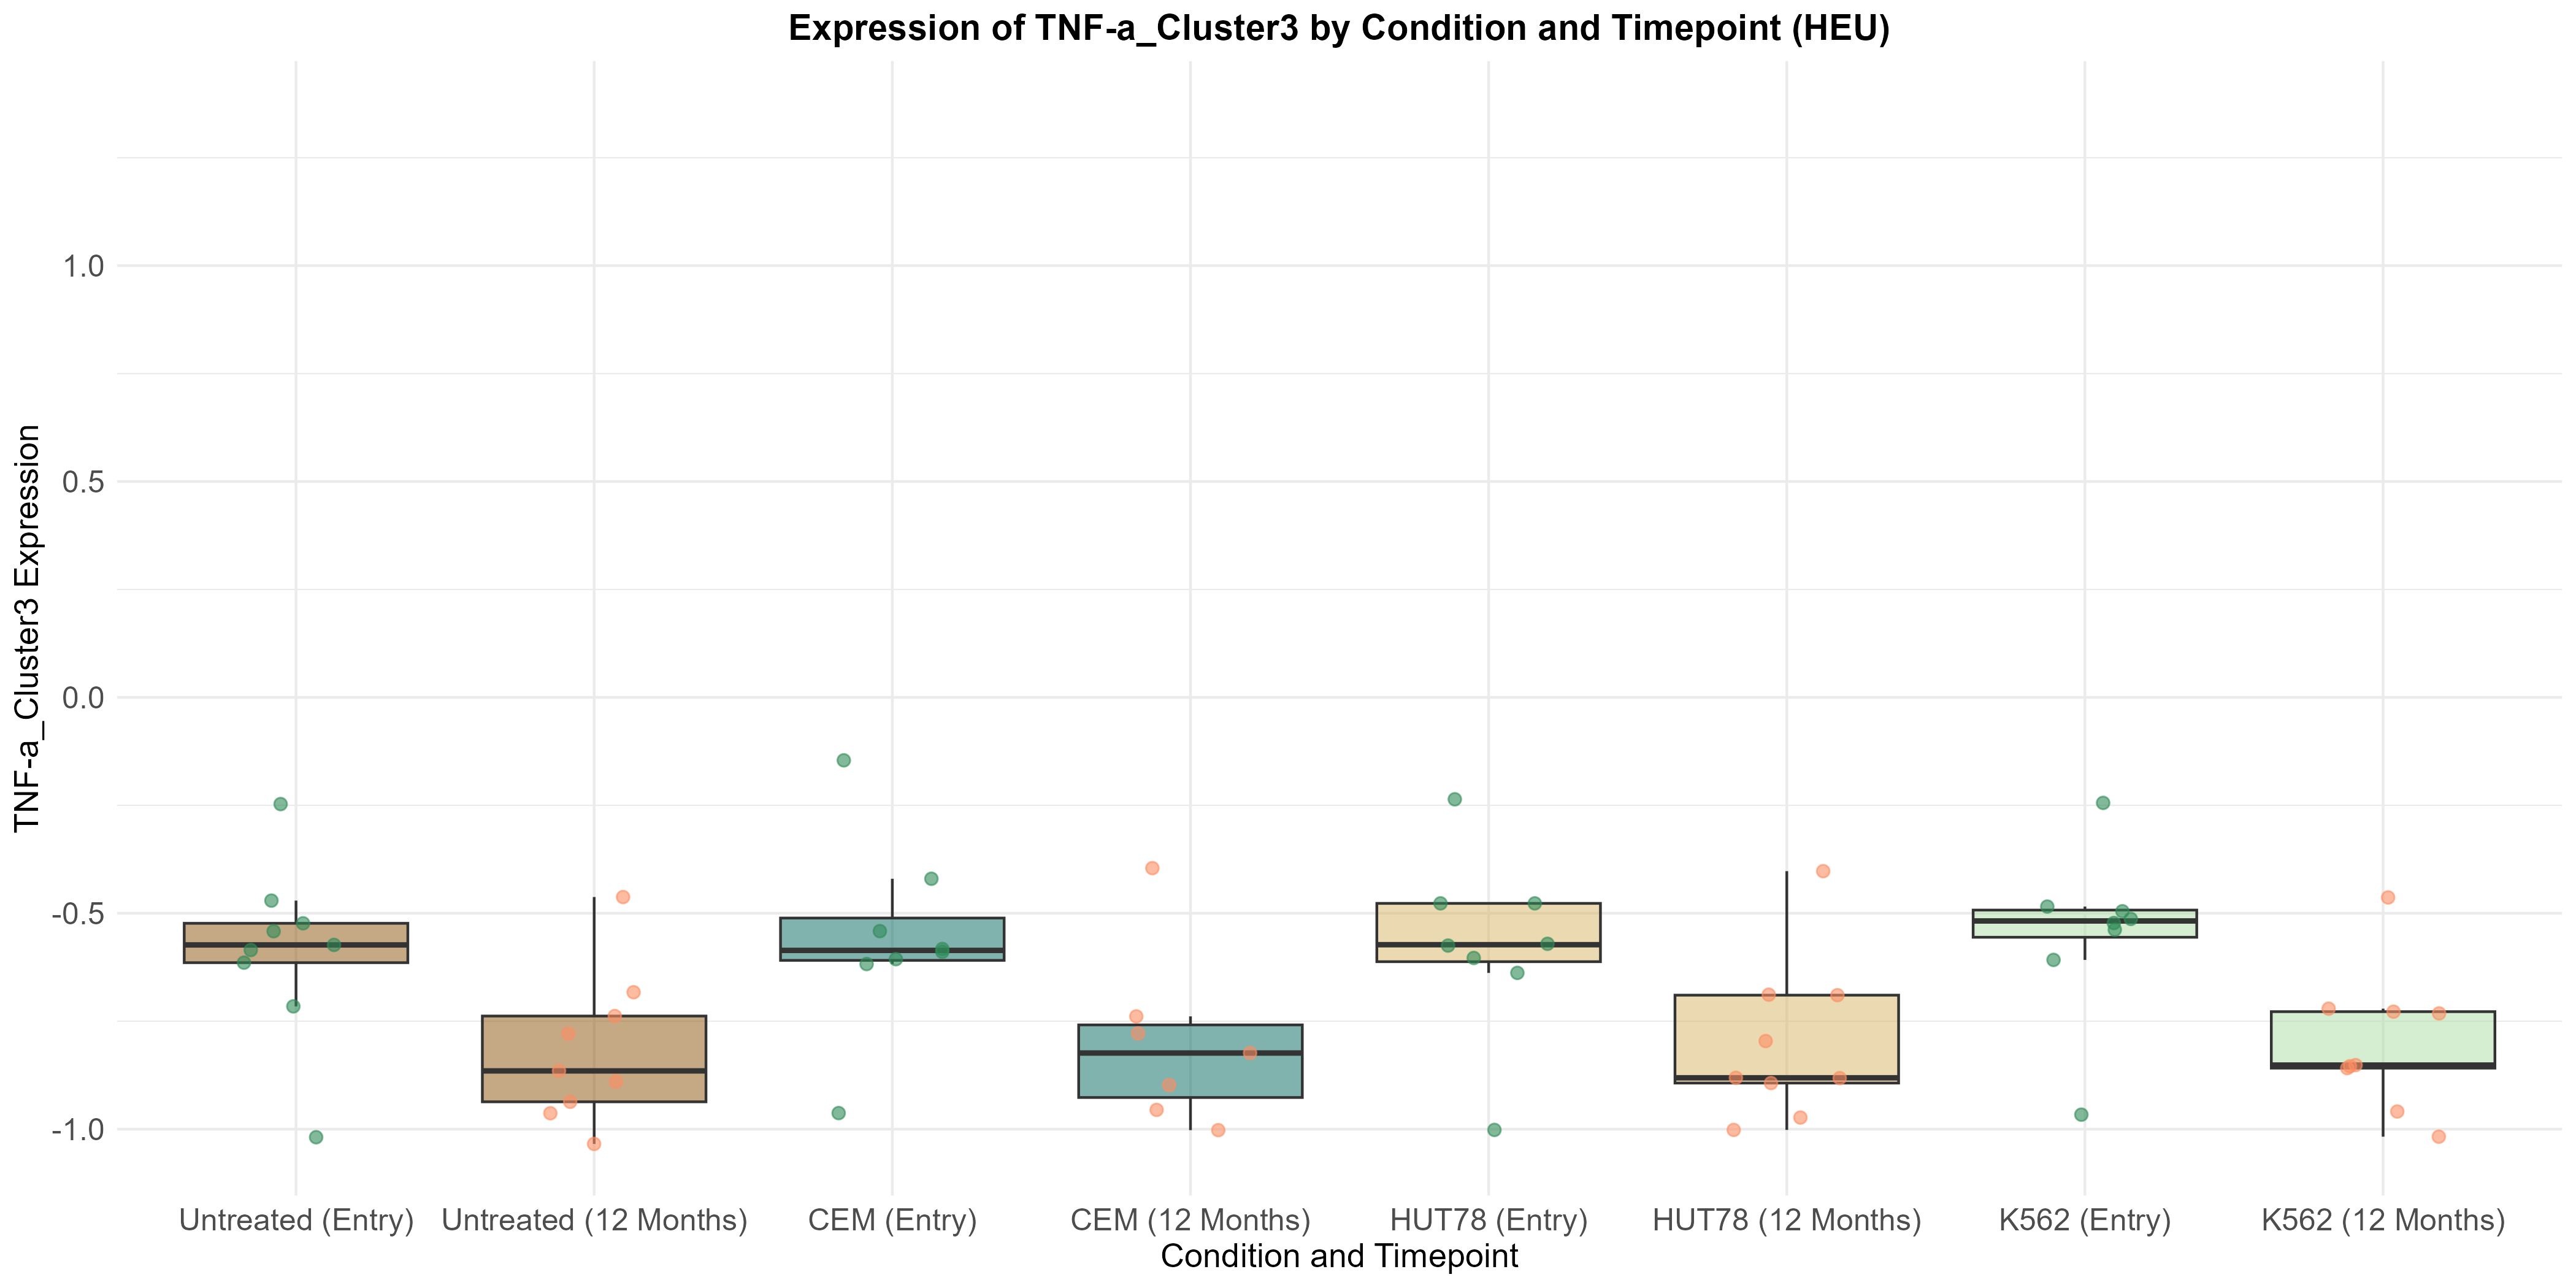 Expression of TNF-a_Cluster3 by Condition and Timepoint (HEU)
TNF-a_Cluster3 Expression
1.0
0.5
0.0
-0.5
-1.0
Untreated (Entry) Untreated (12 Months) CEM (Entry) CEM (12 Months) HUT78 (Entry) HUT78 (12 Months) K562 (Entry) K562 (12 Months)
Condition and Timepoint